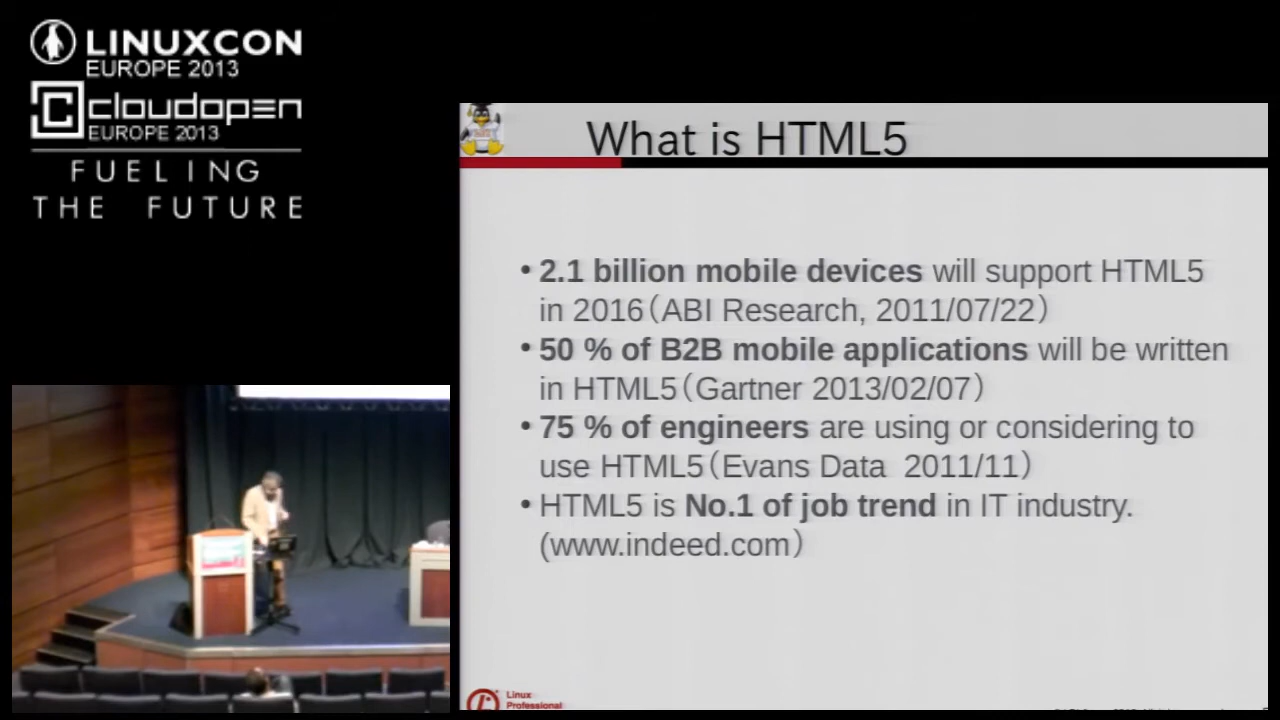 LINUXCON
EUROPE 2013
cloudopen
EUROPE 2013
FUELING
THE FUTURE
What is HTML5
• 2.1 billion mobile devices will support HTML5
in 2016(ABI Research, 2011/07/22)
• 50 % of B2B mobile applications will be written
in HTML5(Gartner 2013/02/07)
• 75 % of engineers are using or considering to
use HTML5(Evans Data 2011/11)
• HTML5 is No.1 of job trend in IT industry.
(www.indeed.com)
Linux
Professional